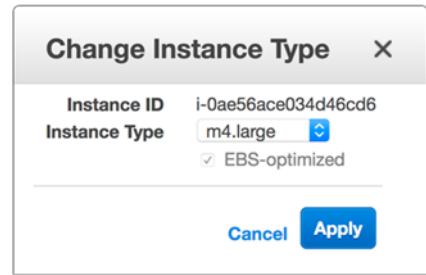 Change Instance Type ×
Instance ID i-0ae56ace034d46cd6
Instance Type m4.large
EBS-optimized
Cancel Apply